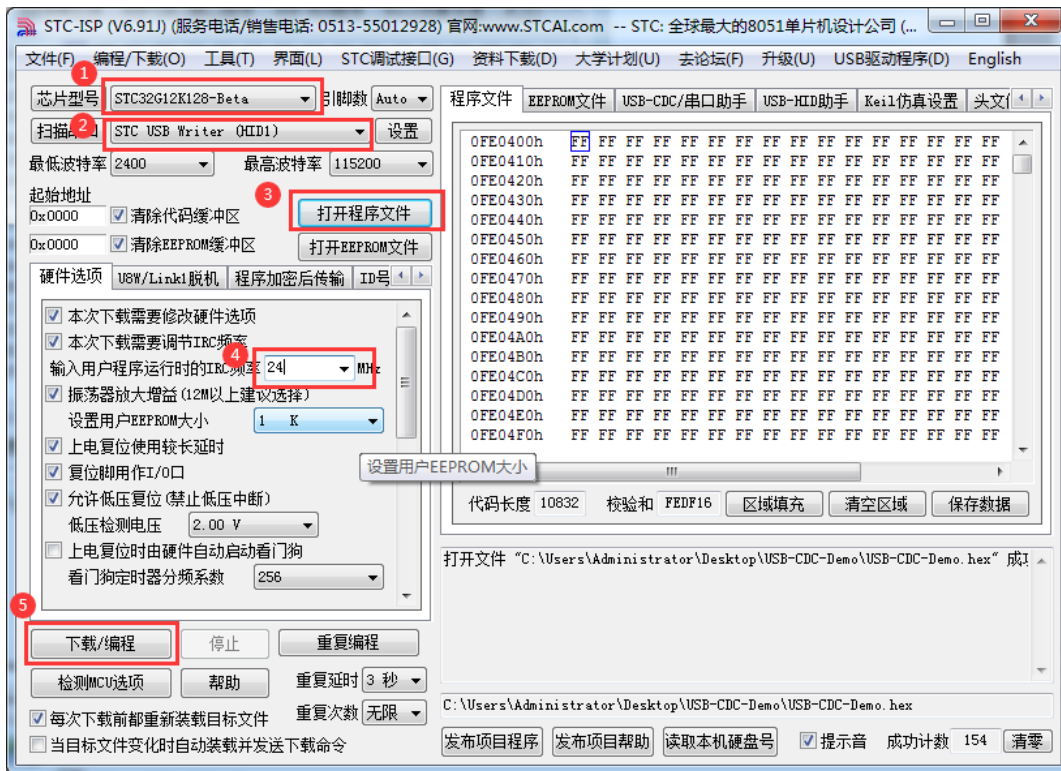 STC-ISP (V6.91J) (服务电话/销售电话: 0513-55012928) 官网:www.STCAI.com -- STC: 全球最大的8051单片机设计公司 (...
文件(F) 编程/下载(O) 工具(T) 界面(L) STC调试接口(G) 资料下载(D) 大学计划(U) 去论坛(F) 升级(U) USB驱动程序(D) English
1
芯片型号 STC32G12K128-Beta 引脚数 Auto
2
扫描 STC USB Writer (HID1) 设置
最低波特率 2400 最高波特率 115200
起始地址
3
0x0000 清除代码缓冲区 打开程序文件
0x0000 清除EEPROM缓冲区 打开EEPROM文件
硬件选项 U8W/Link1脱机 程序加密后传输 ID号
本次下载需要修改硬件选项
本次下载需要调节IRC频率
4
输入用户程序运行时的IRC频率 24 MHz
振荡器放大增益(12M以上建议选择)
设置用户EEPROM大小 1 K
上电复位使用较长延时
设置用户EEPROM大小
复位脚用作I/O口
允许低压复位(禁止低压中断)
低压检测电压 2.00 V
上电复位时由硬件自动启动看门狗
看门狗定时器分频系数 256
5
下载/编程 停止 重复编程
检测MCU选项 帮助 重复延时 3 秒
每次下载前都重新装载目标文件 重复次数 无限
当目标文件变化时自动装载并发送下载命令
程序文件 EEPROM文件 USB-CDC/串口助手 USB-HID助手 Keil仿真设置 头文
0FE0400h FF FF FF FF FF FF FF FF FF FF FF FF FF FF FF FF
0FE0410h FF FF FF FF FF FF FF FF FF FF FF FF FF FF FF FF
0FE0420h FF FF FF FF FF FF FF FF FF FF FF FF FF FF FF FF
0FE0430h FF FF FF FF FF FF FF FF FF FF FF FF FF FF FF FF
0FE0440h FF FF FF FF FF FF FF FF FF FF FF FF FF FF FF FF
0FE0450h FF FF FF FF FF FF FF FF FF FF FF FF FF FF FF FF
0FE0460h FF FF FF FF FF FF FF FF FF FF FF FF FF FF FF FF
0FE0470h FF FF FF FF FF FF FF FF FF FF FF FF FF FF FF FF
0FE0480h FF FF FF FF FF FF FF FF FF FF FF FF FF FF FF FF
0FE0490h FF FF FF FF FF FF FF FF FF FF FF FF FF FF FF FF
0FE04A0h FF FF FF FF FF FF FF FF FF FF FF FF FF FF FF FF
0FE04B0h FF FF FF FF FF FF FF FF FF FF FF FF FF FF FF FF
0FE04C0h FF FF FF FF FF FF FF FF FF FF FF FF FF FF FF FF
0FE04D0h FF FF FF FF FF FF FF FF FF FF FF FF FF FF FF FF
0FE04E0h FF FF FF FF FF FF FF FF FF FF FF FF FF FF FF FF
0FE04F0h FF FF FF FF FF FF FF FF FF FF FF FF FF FF FF FF
代码长度 10832 校验和 FEDF16 区域填充 清空区域 保存数据
打开文件 "C:\Users\Administrator\Desktop\USB-CDC-Demo\USB-CDC-Demo.hex" 成
C:\Users\Administrator\Desktop\USB-CDC-Demo\USB-CDC-Demo.hex
发布项目程序 发布项目帮助 读取本机硬盘号 提示音 成功计数 154 清零